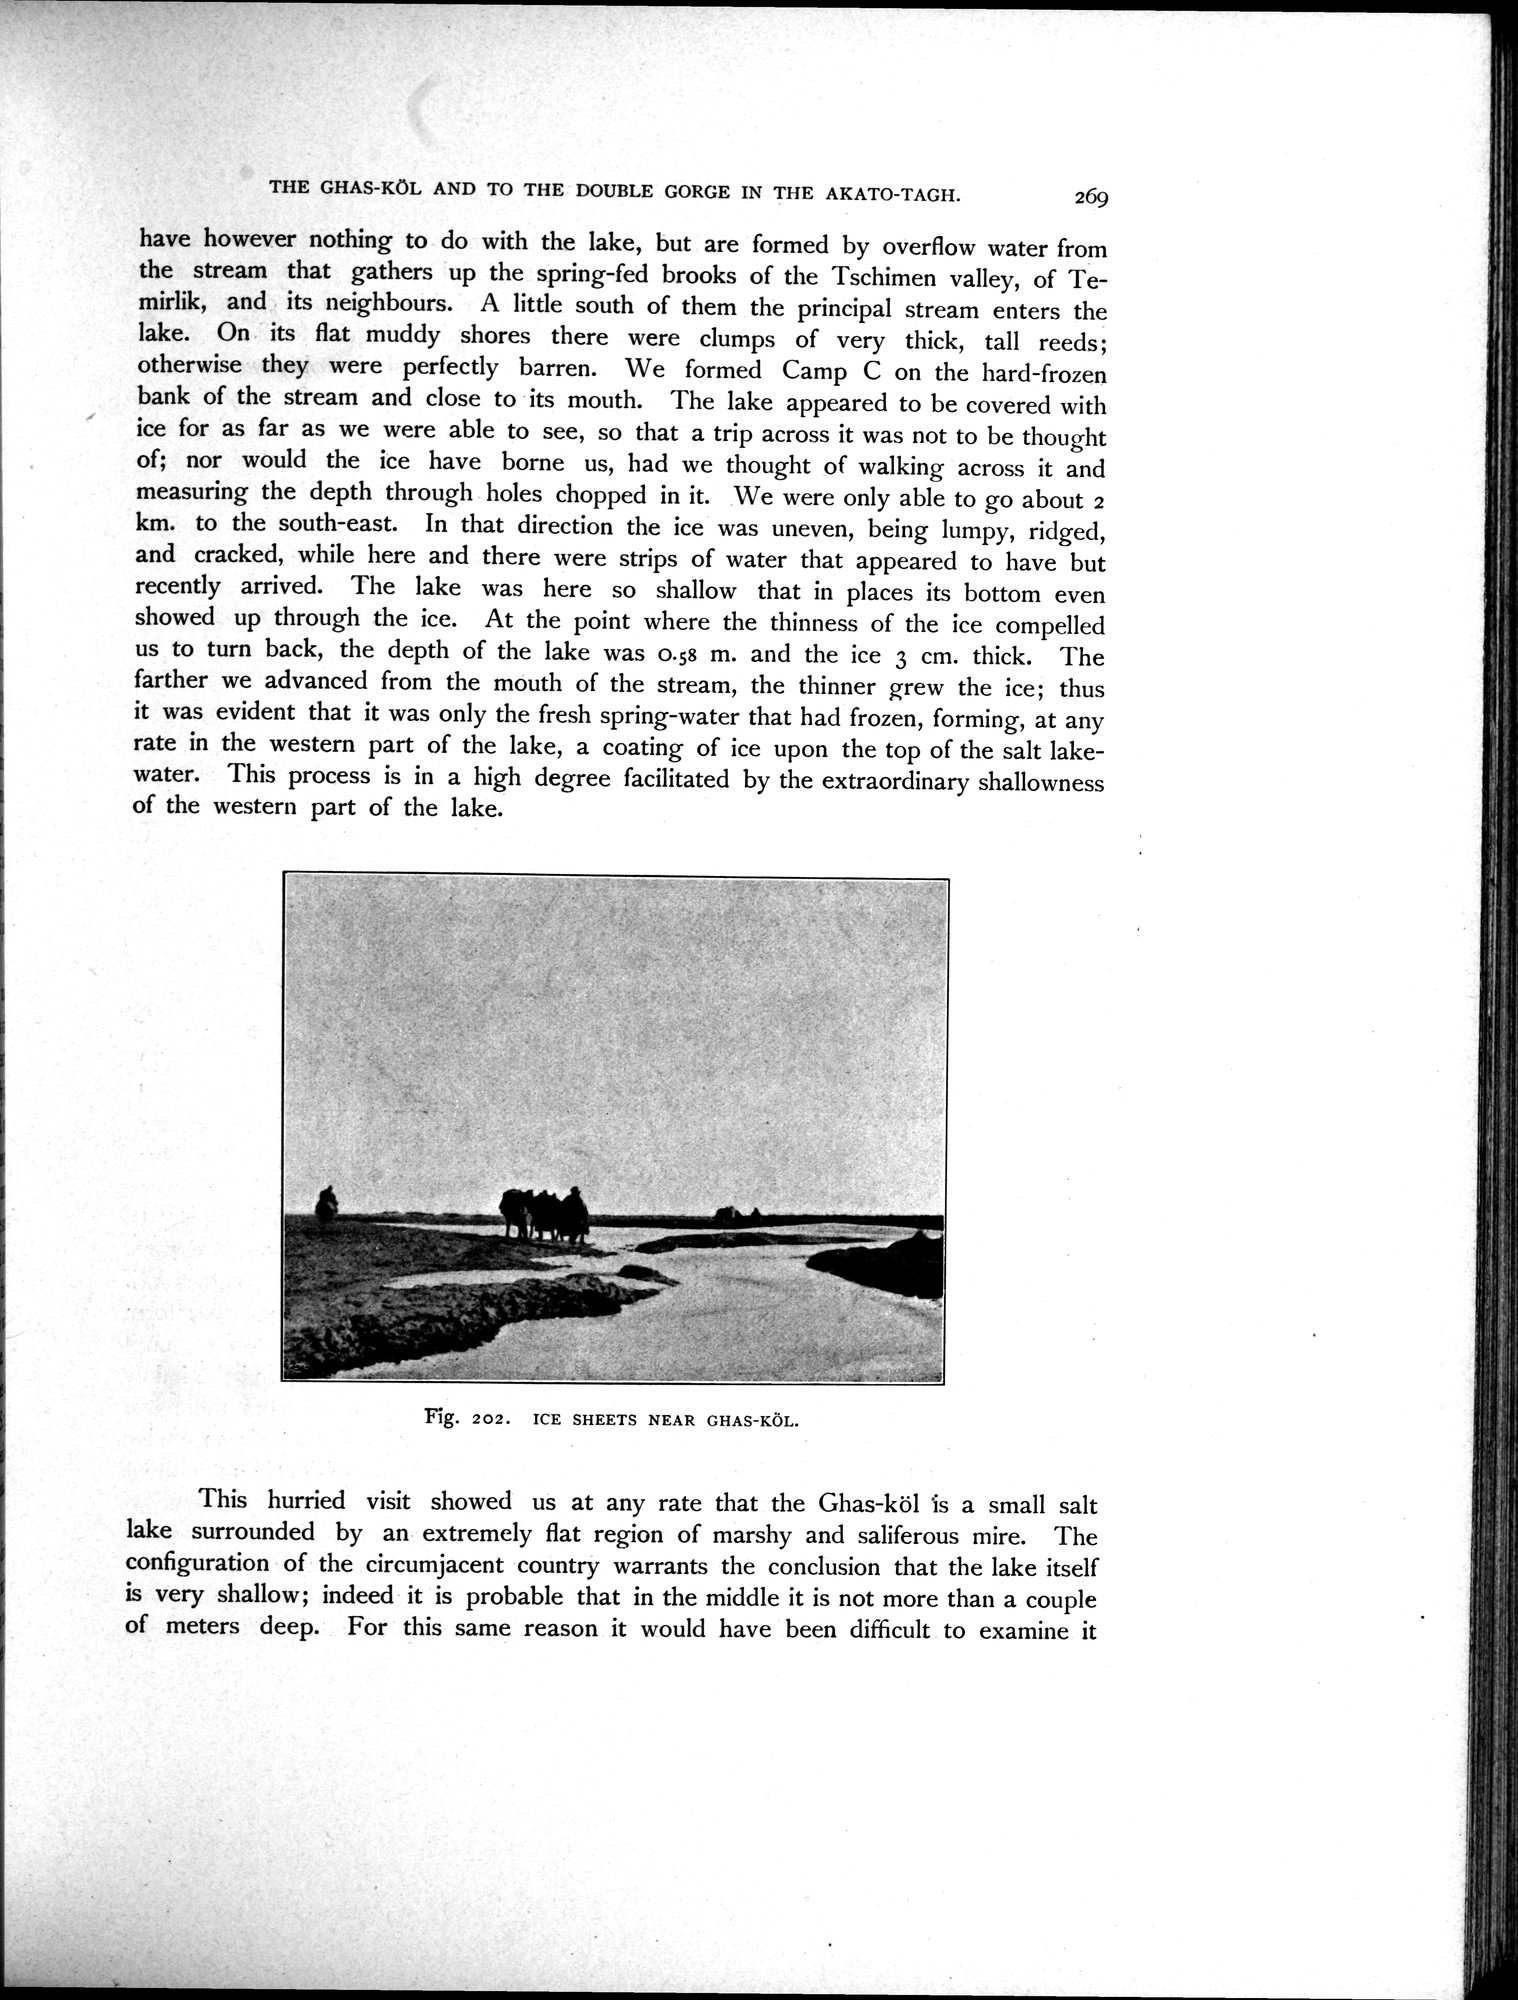 THE GHAS-KÖL AND TO THE DOUBLE GORGE IN THE AKATO-TAGH. 269
have however nothing to do with the lake, but are formed by overflow water from
the stream that gathers up the spring-fed brooks of the Tschimen valley, of Te-
mirlik, and its neighbours. A little south of them the principal stream enters the
lake. On its flat muddy shores there were clumps of very thick, tall reeds;
otherwise they were perfectly barren. We formed Camp C on the hard-frozen
bank of the stream and close to its mouth. The lake appeared to be covered with
ice for as far as we were able to see, so that a trip across it was not to be thought
of; nor would the ice have borne us, had we thought of walking across it and
measuring the depth through holes chopped in it. We were only able to go about 2
km. to the south-east. In that direction the ice was uneven, being lumpy, ridged,
and cracked, while here and there were strips of water that appeared to have but
recently arrived. The lake was here so shallow that in places its bottom even
showed up through the ice. At the point where the thinness of the ice compelled
us to turn back, the depth of the lake was 0.58 m. and the ice 3 cm. thick. The
farther we advanced from the mouth of the stream, the thinner grew the ice; thus
it was evident that it was only the fresh spring-water that had frozen, forming, at any
rate in the western part of the lake, a coating of ice upon the top of the salt lake-
water. This process is in a high degree facilitated by the extraordinary shallowness
of the western part of the lake.
Fig. 202. ICE SHEETS NEAR GHAS-KÖL.
This hurried visit showed us at any rate that the Ghas-köl is a small salt
lake surrounded by an extremely flat region of marshy and saliferous mire. The
configuration of the circumjacent country warrants the conclusion that the lake itself
is very shallow; indeed it is probable that in the middle it is not more than a couple
of meters deep. For this same reason it would have been difficult to examine it